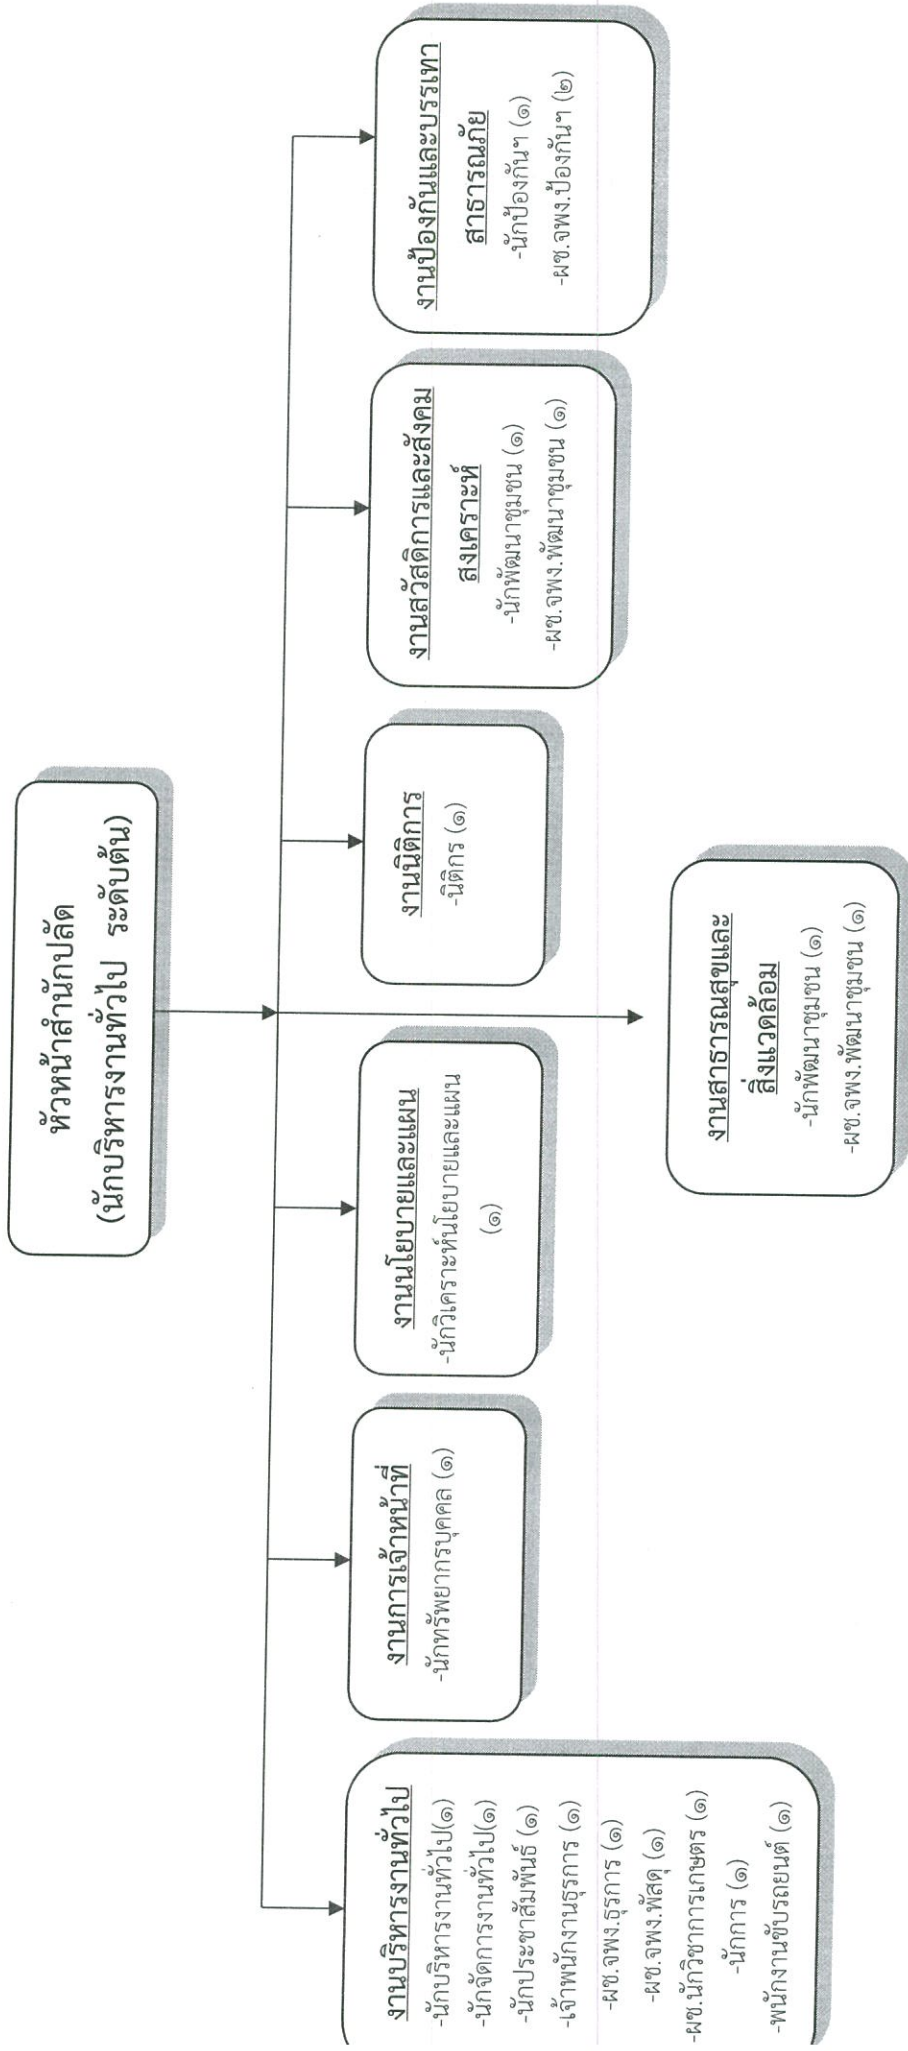 หัวหน้าสำนักปลัด
(นักบริหารงานทั่วไป ระดับต้น)
งานบริหารงานทั่วไป
-นักบริหารงานทั่วไป(๑)
-นักจัดการงานทั่วไป(๑)
-นักประชาสัมพันธ์ (๑)
-เจ้าพนักงานธุรการ (๑)
-ผช.จพง.ธุรการ (๑)
-ผช.จพง.พัสดุ (๑)
-ผช.นักวิชาการเกษตร (๑)
-นักการ (๑)
-พนักงานขับรถยนต์ (๑)
งานการเจ้าหน้าที่
-นักทรัพยากรบุคคล (๑)
งานนโยบายและแผน
-นักวิเคราะห์นโยบายและแผน
(๑)
งานนิติการ
-นิติกร (๑)
งานสวัสดิการและสังคม
สงเคราะห์
-นักพัฒนาชุมชน (๑)
-ผช.จพง.พัฒนาชุมชน (๑)
งานป้องกันและบรรเทา
สาธารณภัย
-นักป้องกันฯ (๑)
-ผช.จพง.ป้องกันฯ (๒)
งานสาธารณสุขและ
สิ่งแวดล้อม
-นักพัฒนาชุมชน (๑)
-ผช.จพง.พัฒนาชุมชน (๑)